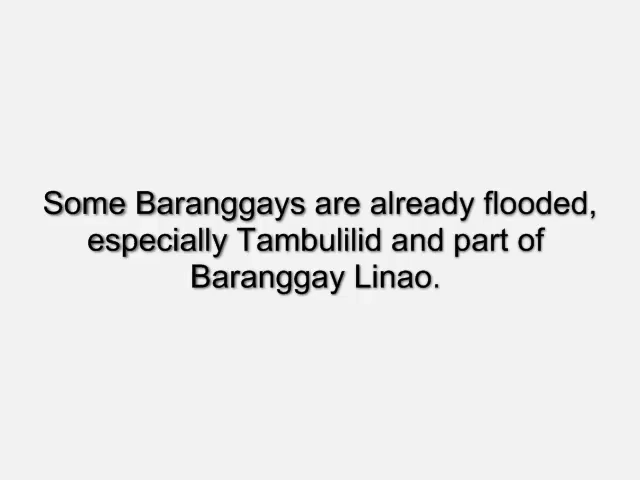 Some Baranggays are already flooded,
especially Tambulilid and part of
Baranggay Linao.